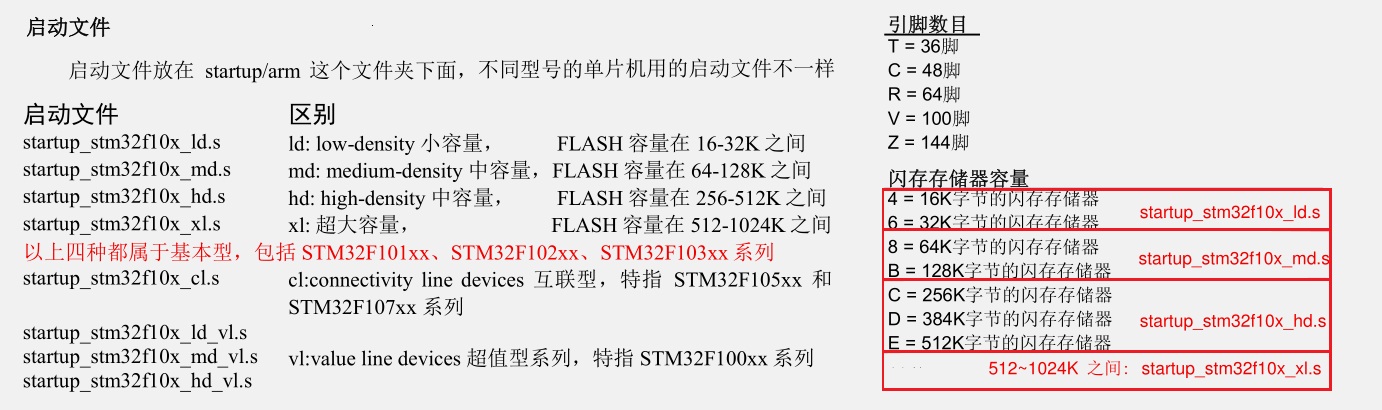 启动文件
启动文件放在 startup/arm 这个文件夹下面，不同型号的单片机用的启动文件不一样
启动文件 区别
startup_stm32f10x_ld.s ld: low-density 小容量， FLASH 容量在 16-32K 之间
startup_stm32f10x_md.s md: medium-density 中容量，FLASH 容量在 64-128K 之间
startup_stm32f10x_hd.s hd: high-density 中容量， FLASH 容量在 256-512K 之间
startup_stm32f10x_xl.s xl: 超大容量， FLASH 容量在 512-1024K 之间
以上四种都属于基本型，包括 STM32F101xx、STM32F102xx、STM32F103xx 系列
startup_stm32f10x_cl.s cl:connectivity line devices 互联型，特指 STM32F105xx 和
STM32F107xx 系列
startup_stm32f10x_ld_vl.s
startup_stm32f10x_md_vl.s vl:value line devices 超值型系列，特指 STM32F100xx 系列
startup_stm32f10x_hd_vl.s
引脚数目
T = 36脚
C = 48脚
R = 64脚
V = 100脚
Z = 144脚
闪存存储器容量
4 = 16K字节的闪存存储器 startup_stm32f10x_ld.s
6 = 32K字节的闪存存储器
8 = 64K字节的闪存存储器 startup_stm32f10x_md.s
B = 128K字节的闪存存储器
C = 256K字节的闪存存储器
D = 384K字节的闪存存储器 startup_stm32f10x_hd.s
E = 512K字节的闪存存储器
512~1024K 之间： startup_stm32f10x_xl.s